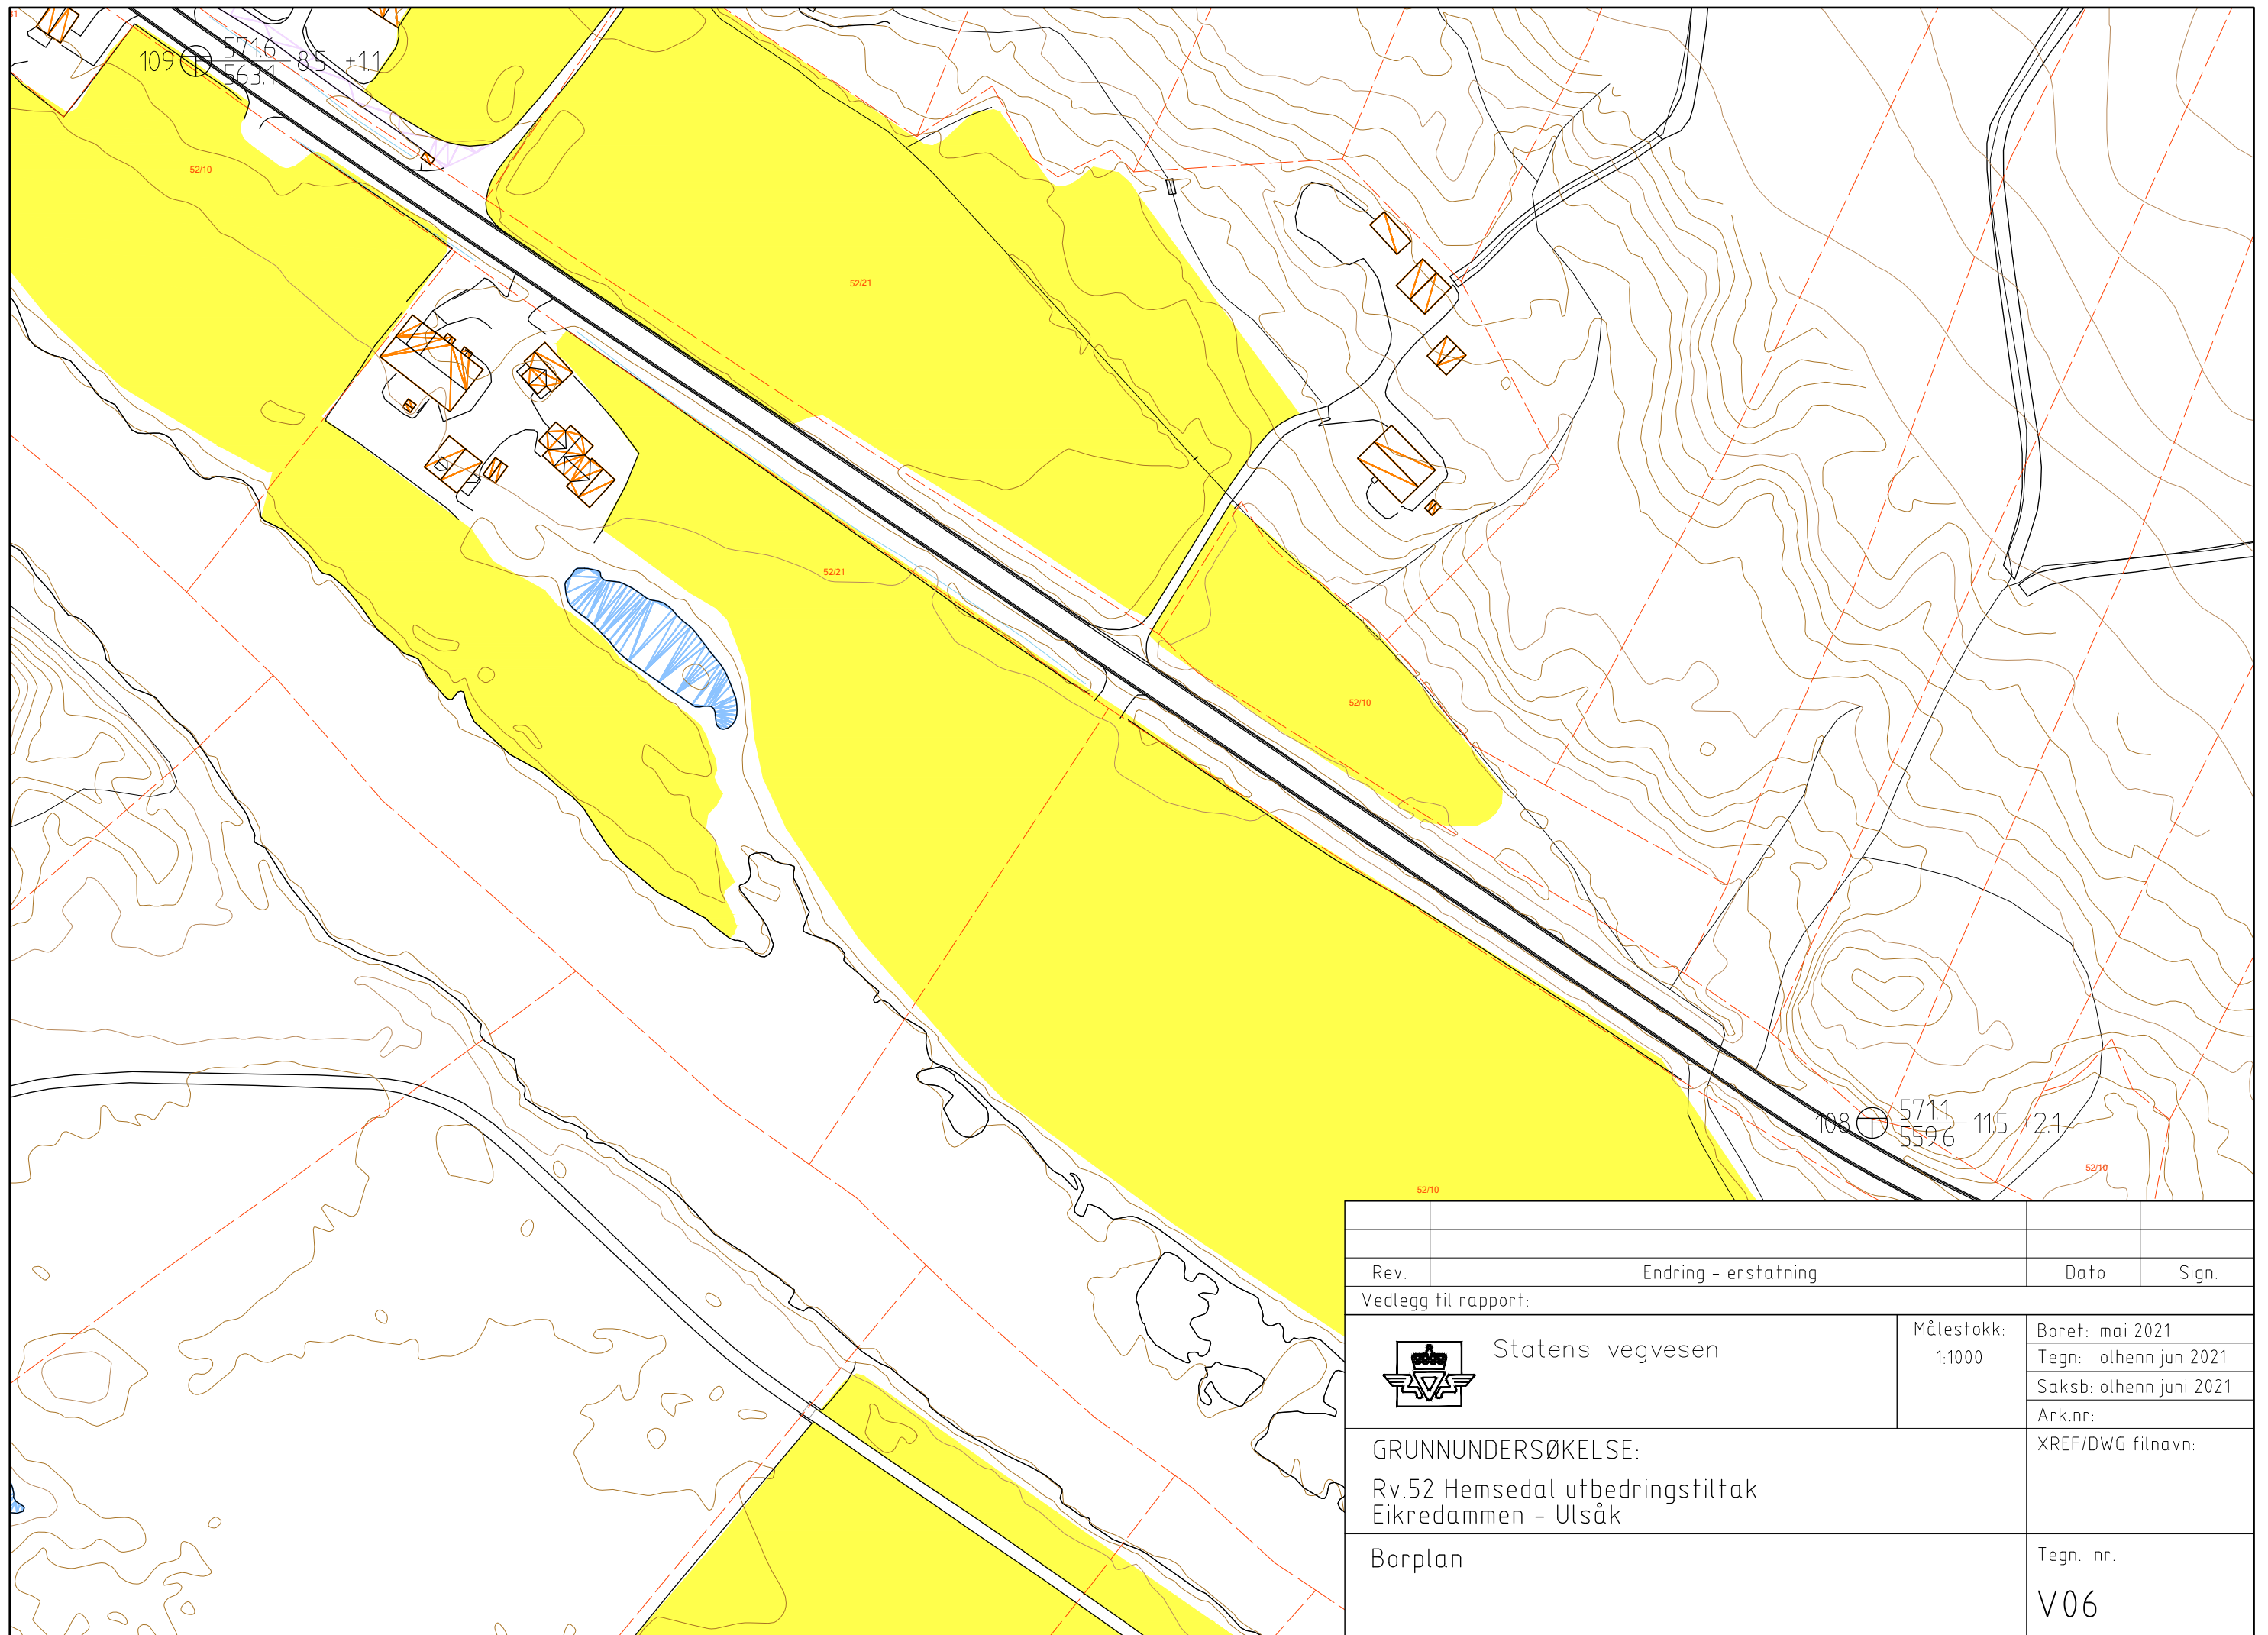 109 571.6 8.5 +1.1
563.1
52/10
52/21
52/21
52/10
108 571.1 11.5 +2.1
559.6
52/10
52/10
Rev. Endring - erstatning Dato Sign.
Vedlegg til rapport:
Statens vegvesen
Målestokk:
1:1000
Boret: mai 2021
Tegn: olhenn jun 2021
Saksb: olhenn juni 2021
Ark.nr:
GRUNNUNDERSØKELSE:
Rv.52 Hemsedal utbedringstiltak
Eikredammen - Ulsåk
XREF/DWG filnavn:
Borplan
Tegn. nr.
V06